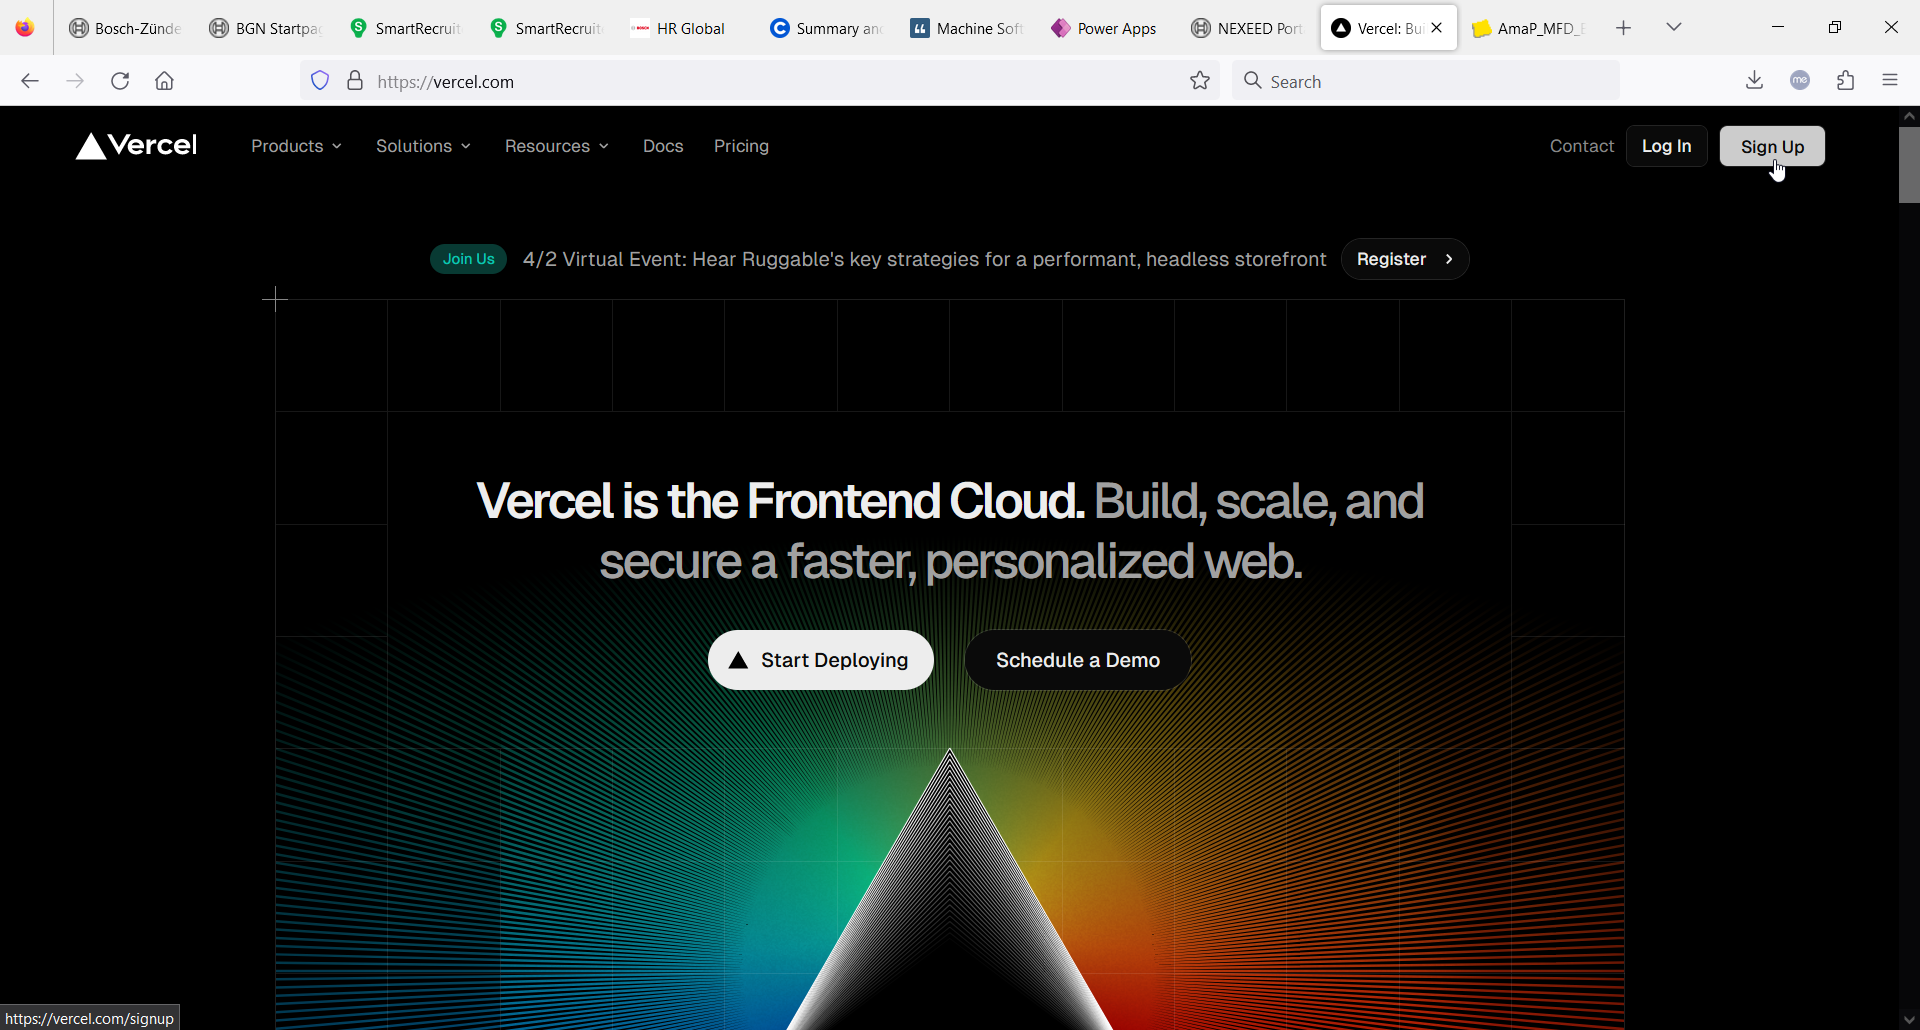 Bosch-Zünde
BGN Startpa
SmartRecruit
SmartRecruit
HR Global
Summary an
Machine Soft
Power Apps
NEXEED Port
Vercel: Bui
AmaP_MFD_E
https://vercel.com
Search
me
Vercel
Products
Solutions
Resources
Docs
Pricing
Contact
Log In
Sign Up
Join Us
4/2 Virtual Event: Hear Ruggable's key strategies for a performant, headless storefront
Register
Vercel is the Frontend Cloud. Build, scale, and
secure a faster, personalized web.
Start Deploying
Schedule a Demo
https://vercel.com/signup